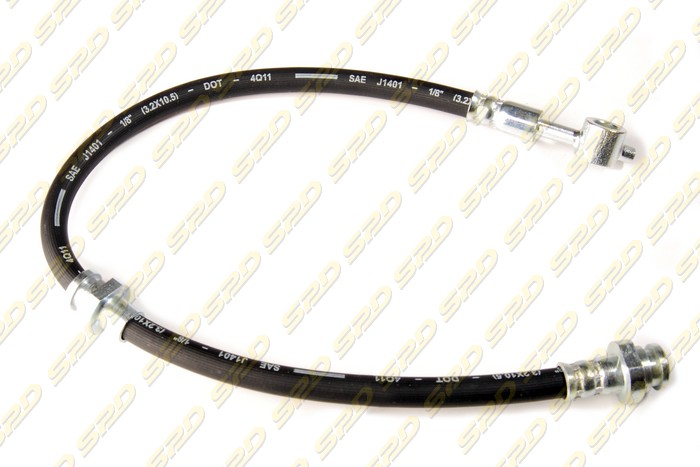 SAE J1401 - 1/8" (3.2X10.5) - DOT - 4Q11 —— SAE J1401 - 1/8" (3.2
4Q11
(3.2X10.5) - 1/8" - SAE J1401 —— 4Q11 - DOT - (3.2X10.5)
SPD